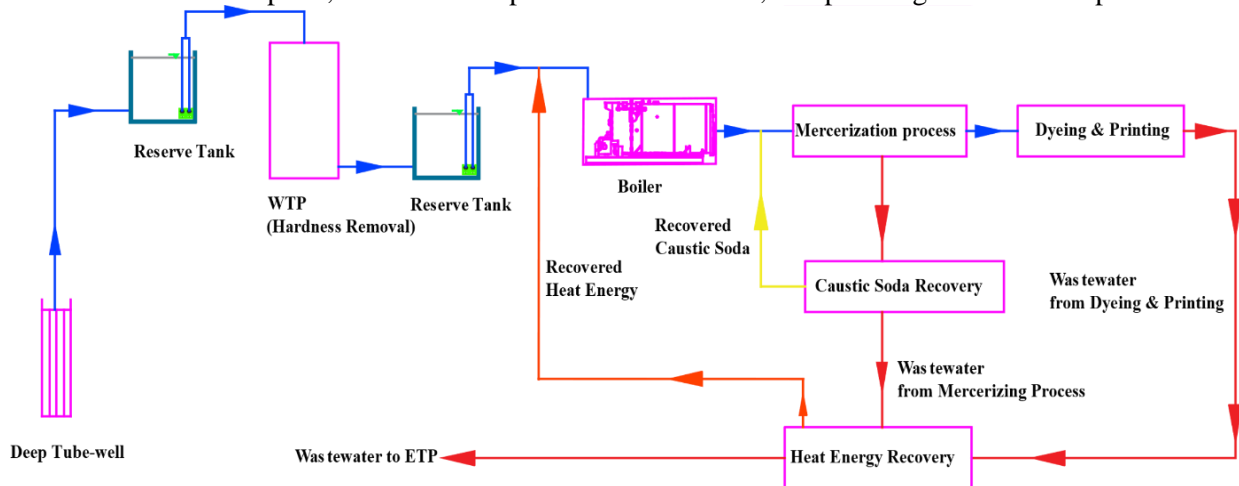 Reserve Tank
WTP
(Hardness Removal)
Reserve Tank
Boiler
Mercerization process
Dyeing & Printing
Recovered
Caustic Soda
Recovered
Heat Energy
Caustic Soda Recovery
Was tewater
from Dyeing & Printing
Was tewater
from Mercerizing Process
Deep Tube-well
Was tewater to ETP
Heat Energy Recovery